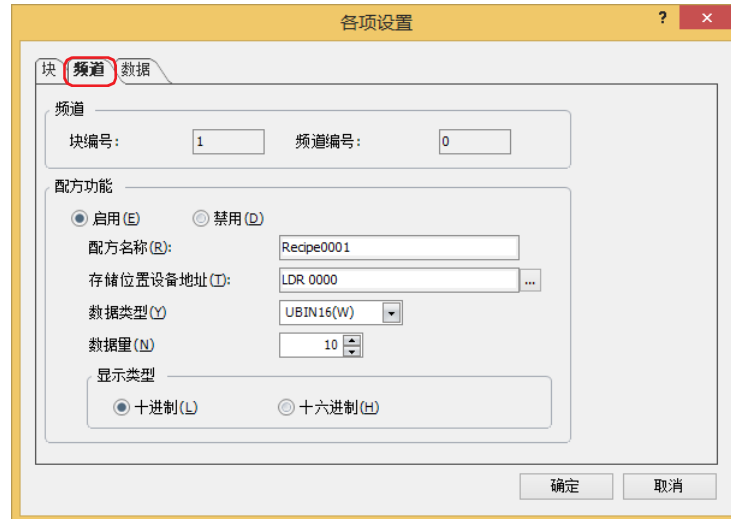 各项设置
?
×
块 频道 数据
频道
块编号: 1 频道编号: 0
配方功能
启用(E) 禁用(D)
配方名称(R): Recipe0001
存储位置设备地址(T): LDR 0000 ...
数据类型(Y) UBIN16(W)
数据量(N) 10
显示类型
十进制(L) 十六进制(H)
确定 取消